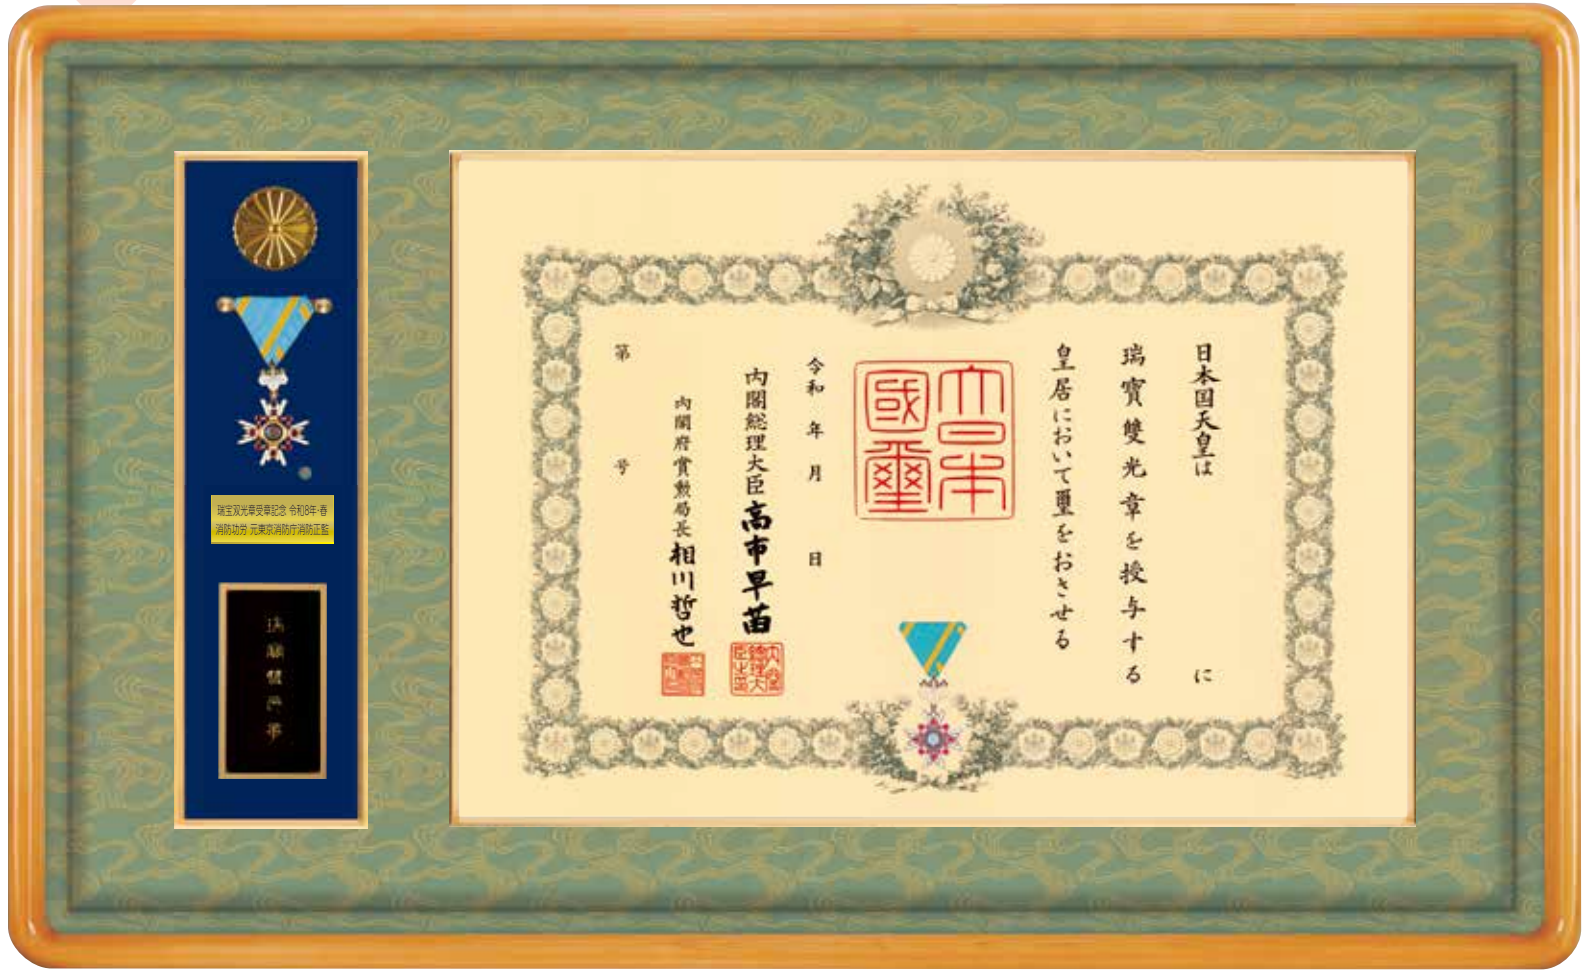 日本国天皇は　に
瑞寶雙光章を授与する
皇居において璽をおさせる
大日本
國璽
令和　年　月　日
内閣総理大臣 高市早苗
内閣府賞勲局長 相川哲也
第　号
瑞宝双光章受章記念 令和8年・春
消防功労 元東京消防庁消防正監